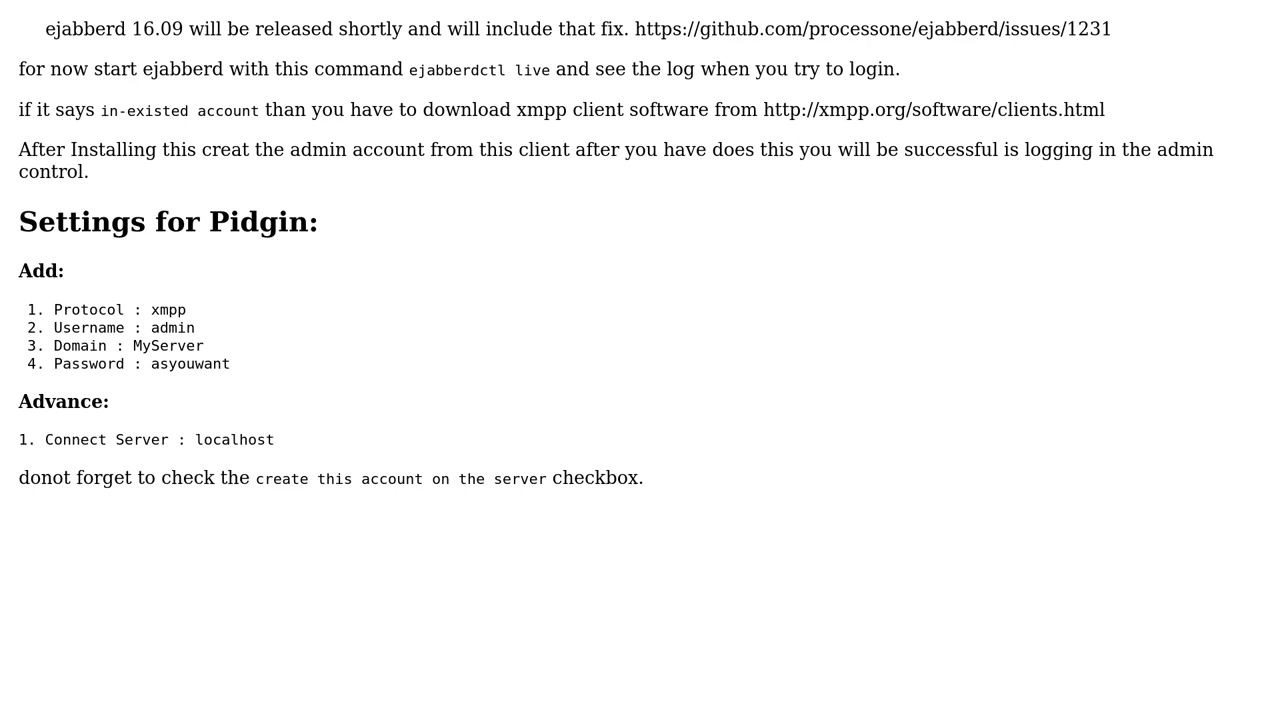 ejabberd 16.09 will be released shortly and will include that fix. https://github.com/processone/ejabberd/issues/1231
for now start ejabberd with this command ejabberdctl live and see the log when you try to login.
if it says in-existed account than you have to download xmpp client software from http://xmpp.org/software/clients.html
After Installing this creat the admin account from this client after you have does this you will be successful is logging in the admin
control.
Settings for Pidgin:
Add:
1. Protocol : xmpp
2. Username : admin
3. Domain : MyServer
4. Password : asyouwant
Advance:
1. Connect Server : localhost
donot forget to check the create this account on the server checkbox.